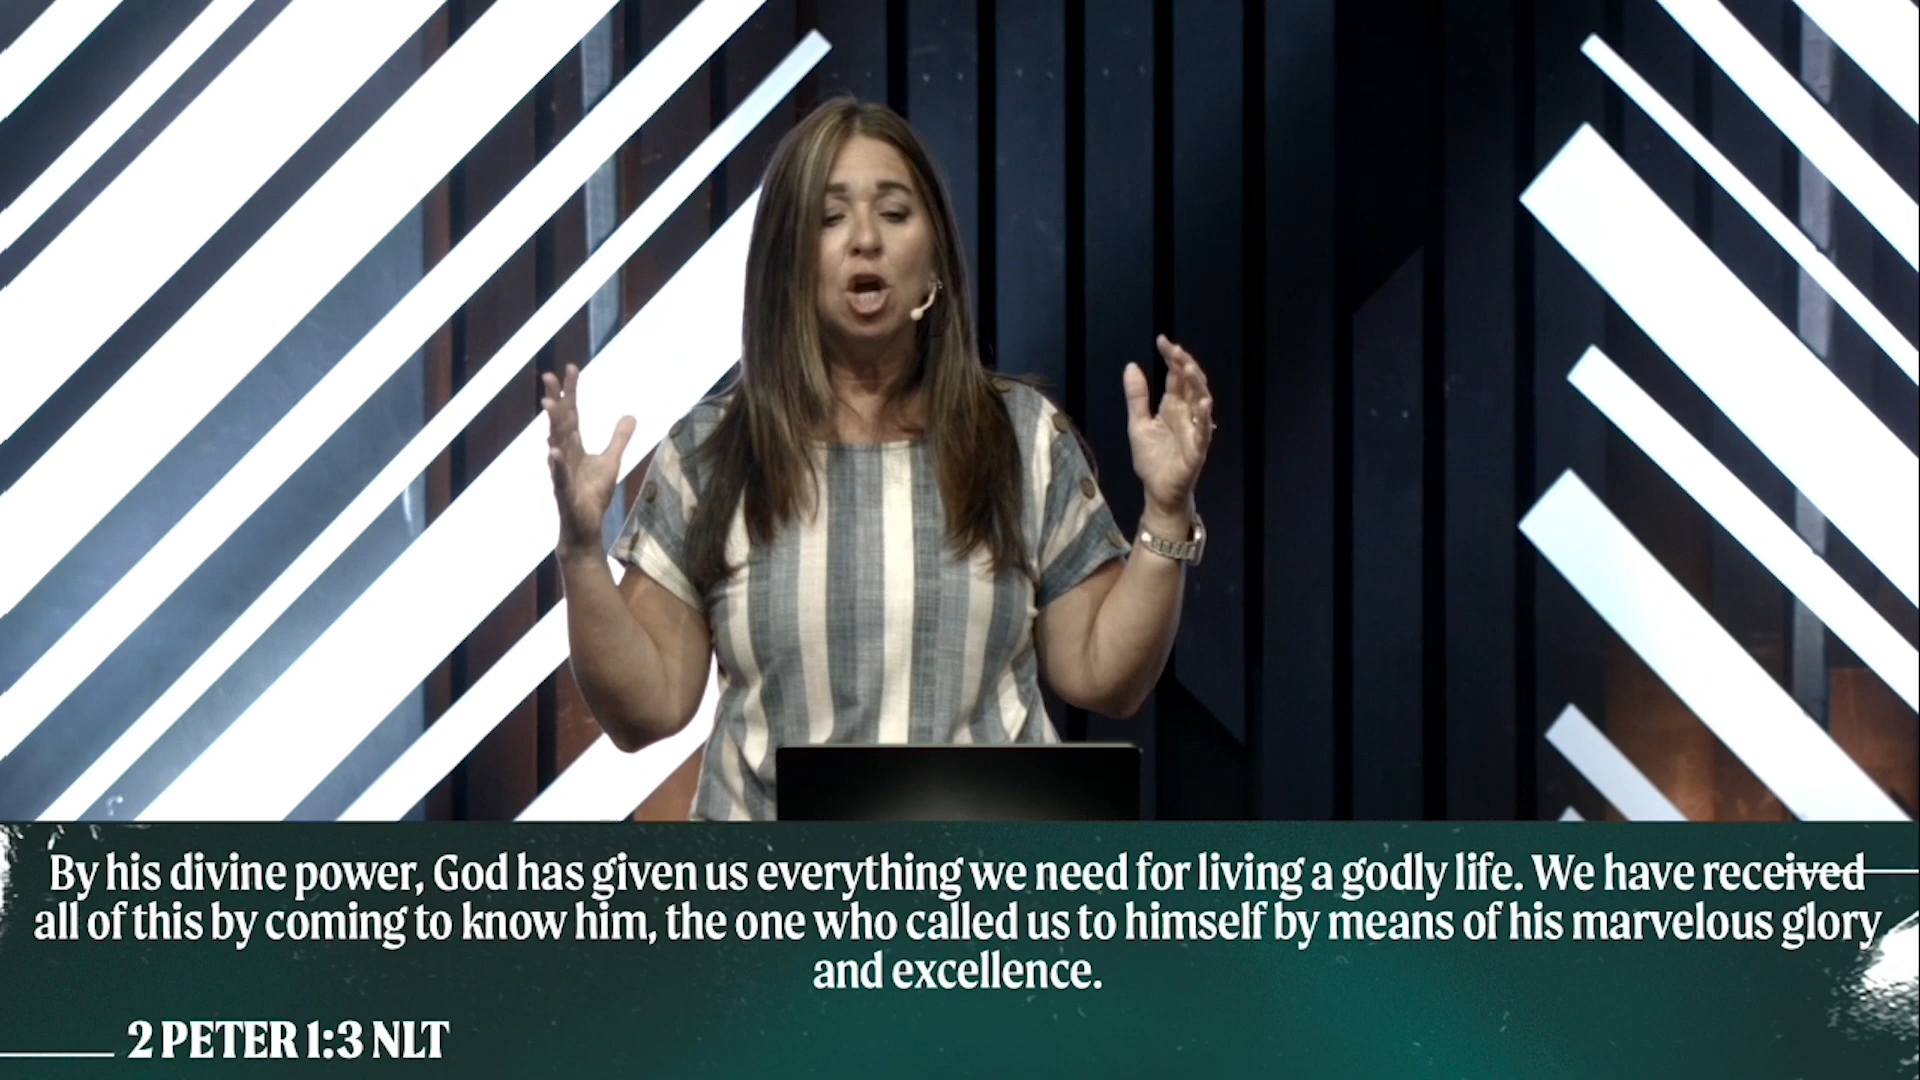 By his divine power, God has given us everything we need for living a godly life. We have received
all of this by coming to know him, the one who called us to himself by means of his marvelous glory
and excellence.
2 PETER 1:3 NLT